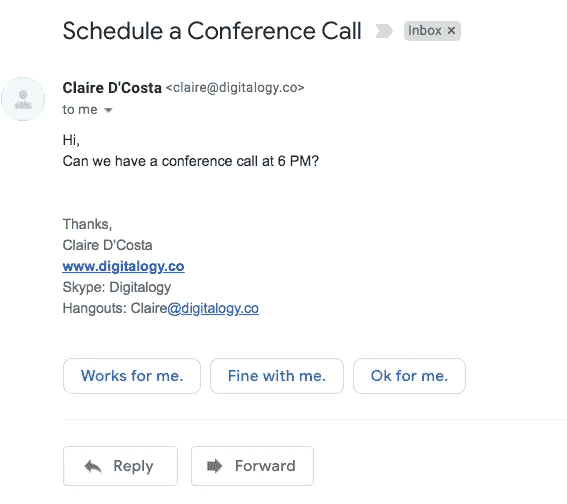 Schedule a Conference Call Inbox ×
Claire D'Costa <claire@digitalogy.co>
to me
Hi,
Can we have a conference call at 6 PM?
Thanks,
Claire D'Costa
www.digitalogy.co
Skype: Digitalogy
Hangouts: Claire@digitalogy.co
Works for me. Fine with me. Ok for me.
Reply Forward